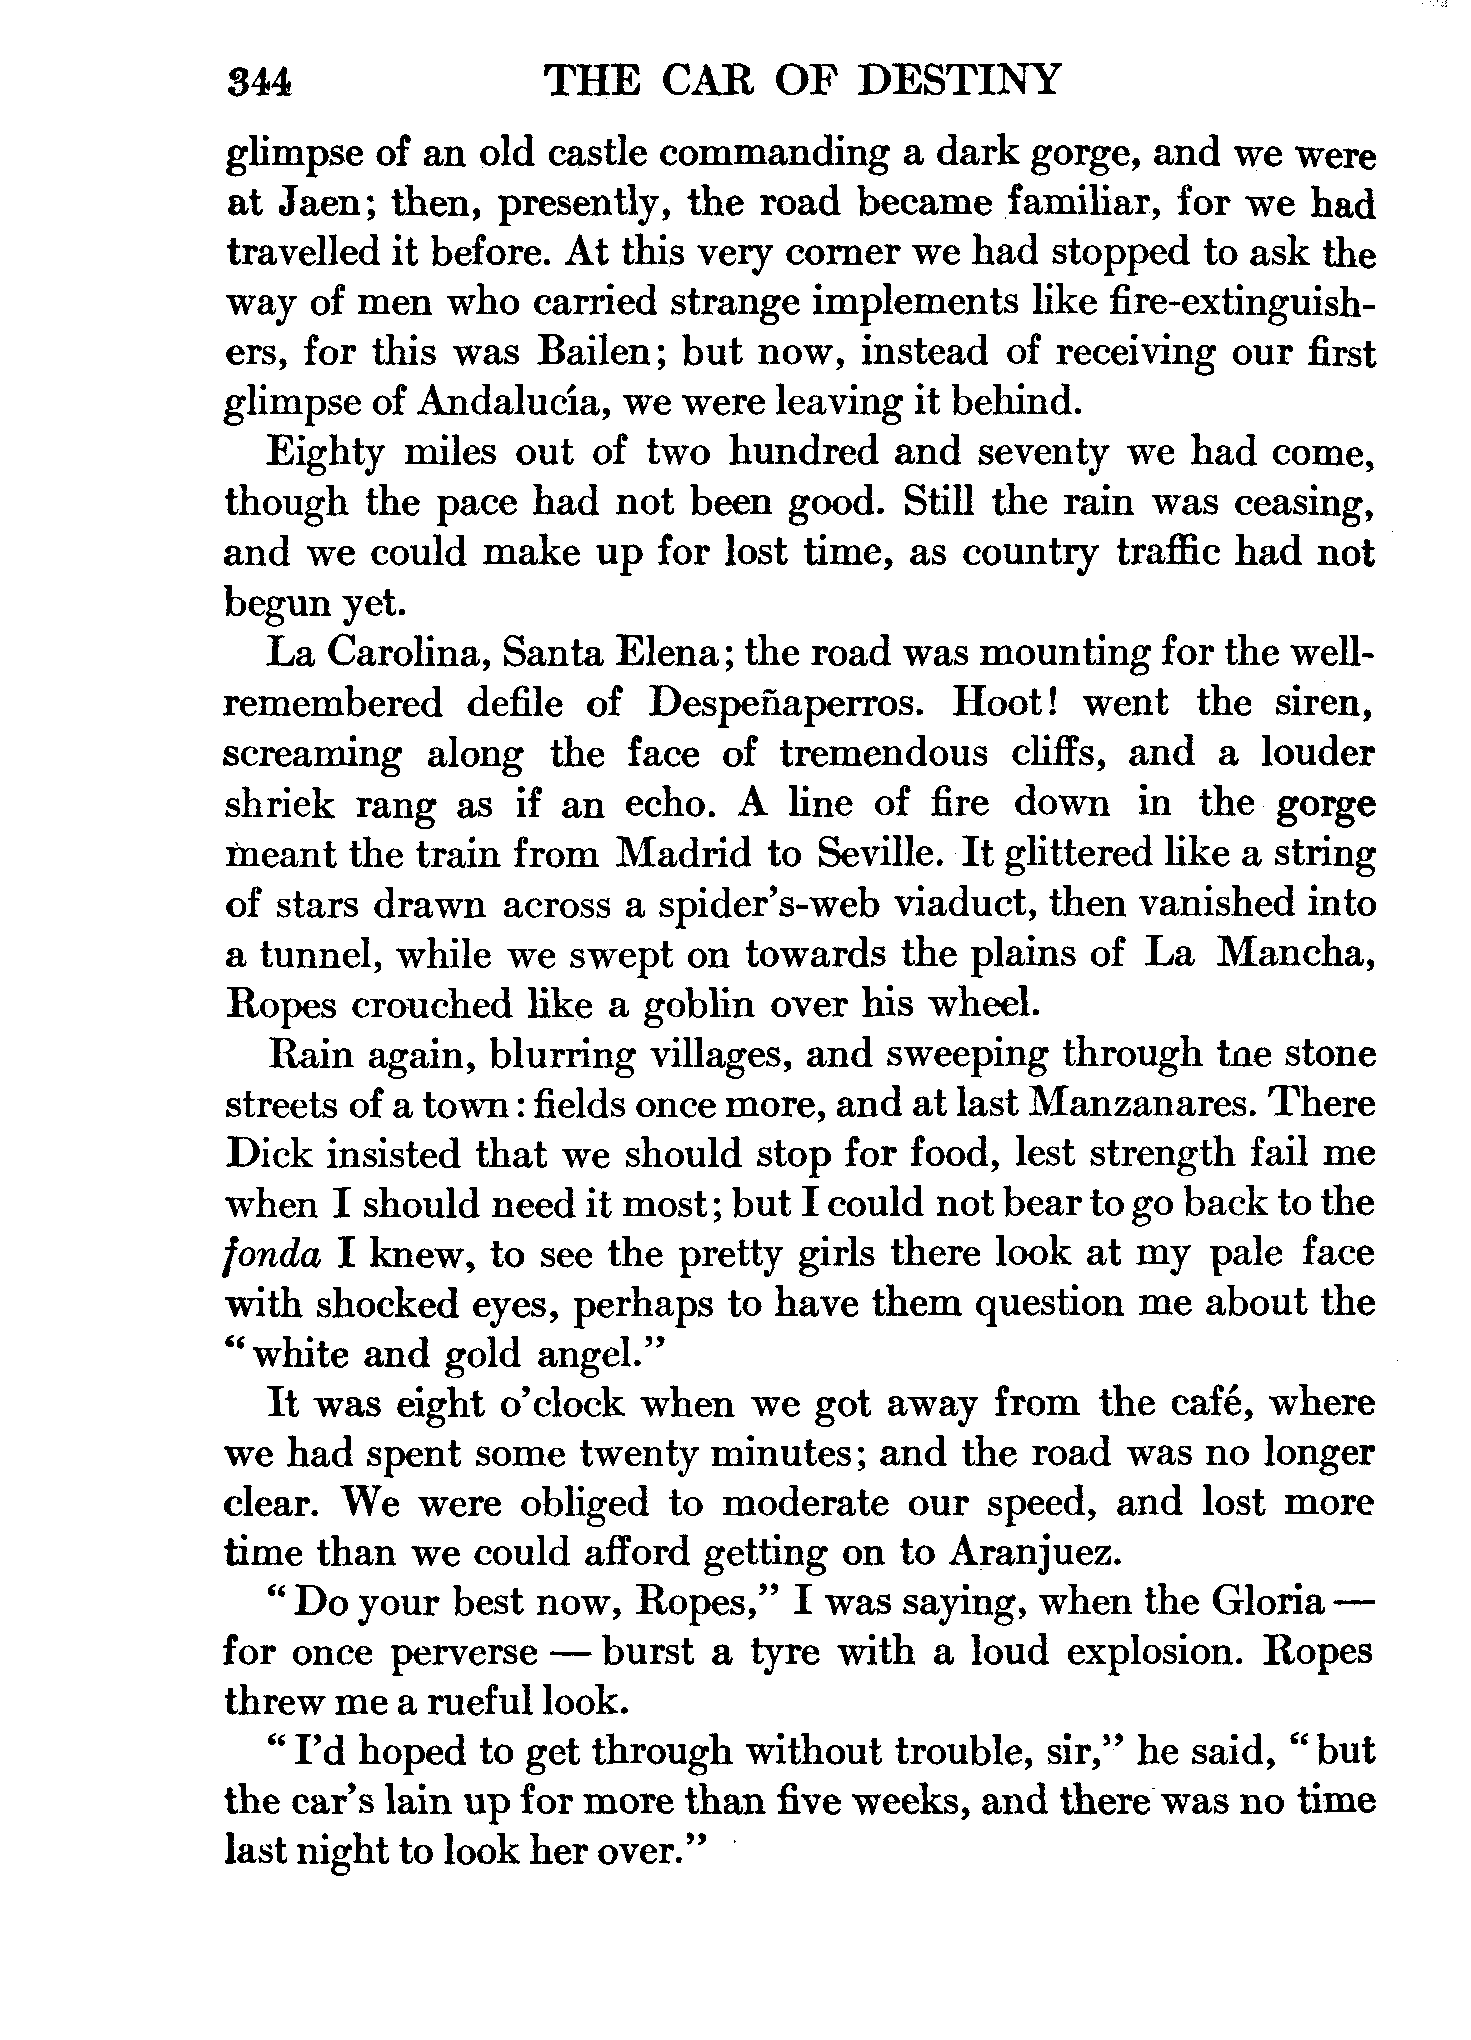 344 THE CAR OF DESTINY
glimpse of an old castle commanding a dark gorge, and we were
at Jaen; then, presently, the road became familiar, for we had
travelled it before. At this very corner we had stopped to ask the
way of men who carried strange implements like fire-extinguish-
ers, for this was Bailen; but now, instead of receiving our first
glimpse of Andalucía, we were leaving it behind.
Eighty miles out of two hundred and seventy we had come,
though the pace had not been good. Still the rain was ceasing,
and we could make up for lost time, as country traffic had not
begun yet.
La Carolina, Santa Elena; the road was mounting for the well-
remembered defile of Despeñaperros. Hoot! went the siren,
screaming along the face of tremendous cliffs, and a louder
shriek rang as if an echo. A line of fire down in the gorge
meant the train from Madrid to Seville. It glittered like a string
of stars drawn across a spider's-web viaduct, then vanished into
a tunnel, while we swept on towards the plains of La Mancha,
Ropes crouched like a goblin over his wheel.
Rain again, blurring villages, and sweeping through the stone
streets of a town: fields once more, and at last Manzanares. There
Dick insisted that we should stop for food, lest strength fail me
when I should need it most; but I could not bear to go back to the
fonda I knew, to see the pretty girls there look at my pale face
with shocked eyes, perhaps to have them question me about the
"white and gold angel."
It was eight o'clock when we got away from the café, where
we had spent some twenty minutes; and the road was no longer
clear. We were obliged to moderate our speed, and lost more
time than we could afford getting on to Aranjuez.
"Do your best now, Ropes," I was saying, when the Gloria —
for once perverse — burst a tyre with a loud explosion. Ropes
threw me a rueful look.
"I'd hoped to get through without trouble, sir," he said, "but
the car's lain up for more than five weeks, and there was no time
last night to look her over."